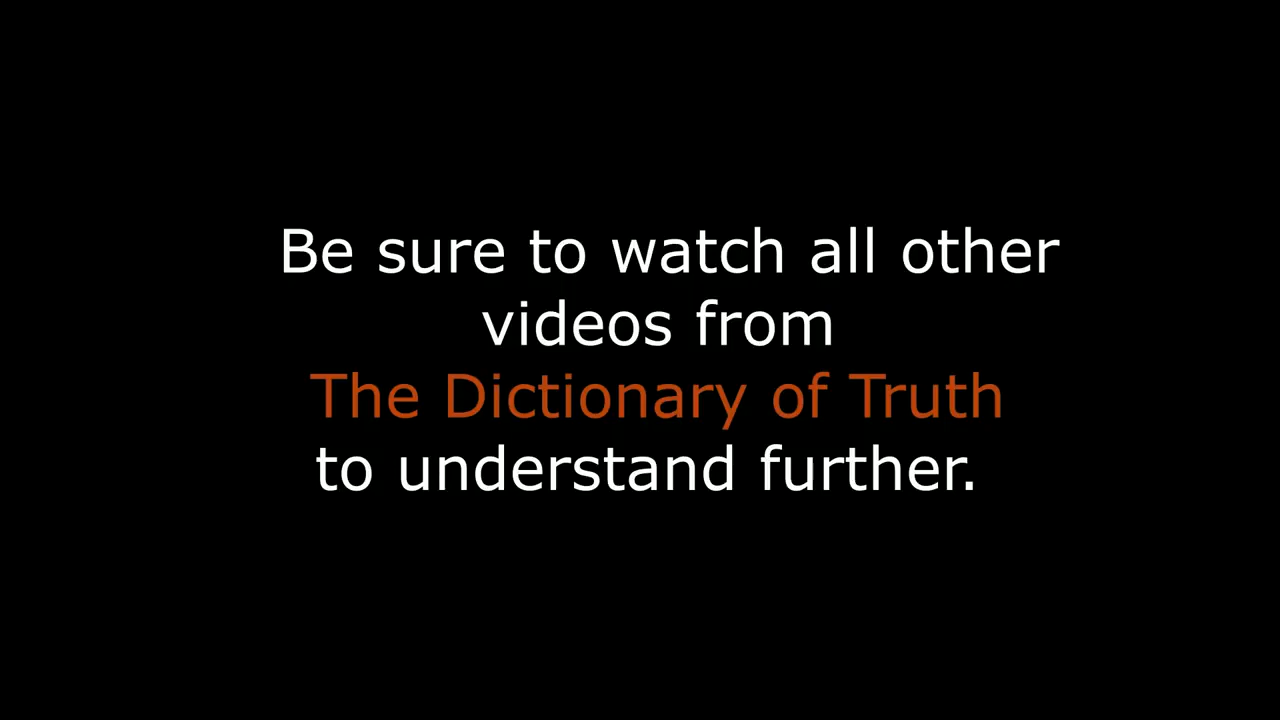 Be sure to watch all other
videos from
The Dictionary of Truth
to understand further.